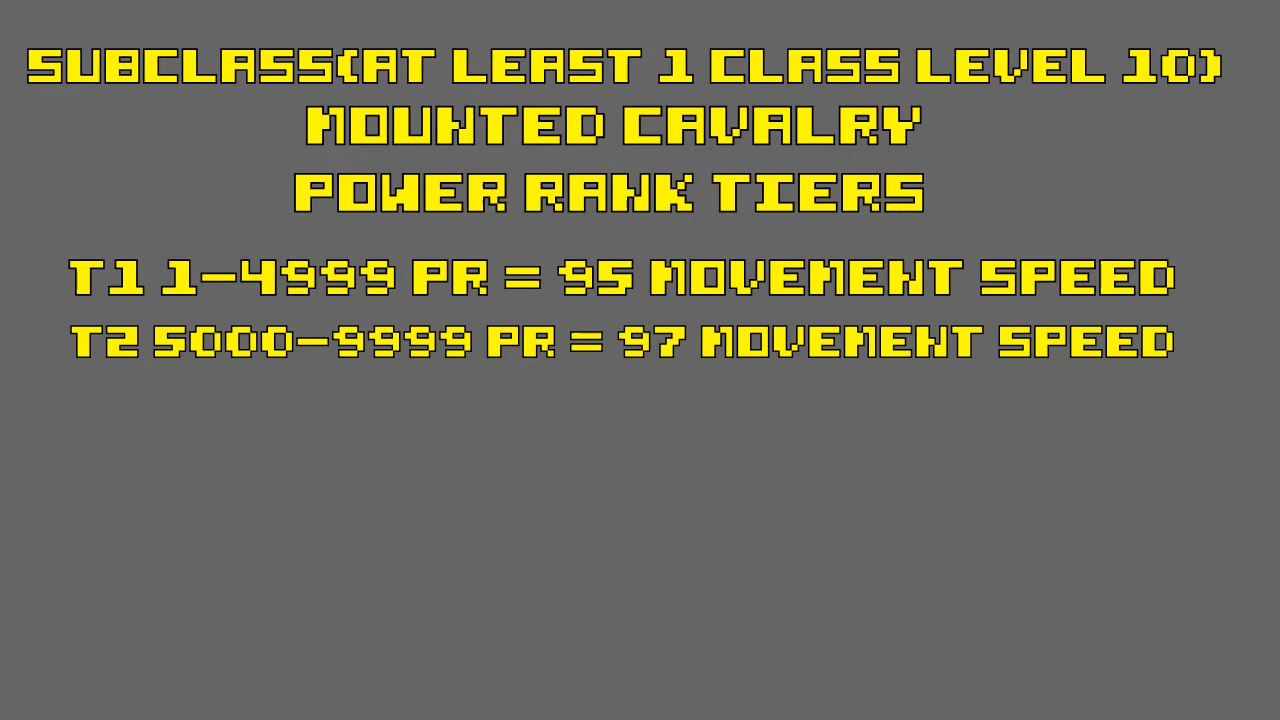 SUBCLASS(AT LEAST 1 CLASS LEVEL 10)
MOUNTED CAVALRY
POWER RANK TIERS
T1 1-4999 PR = 95 MOVEMENT SPEED
T2 5000-9999 PR = 97 MOVEMENT SPEED